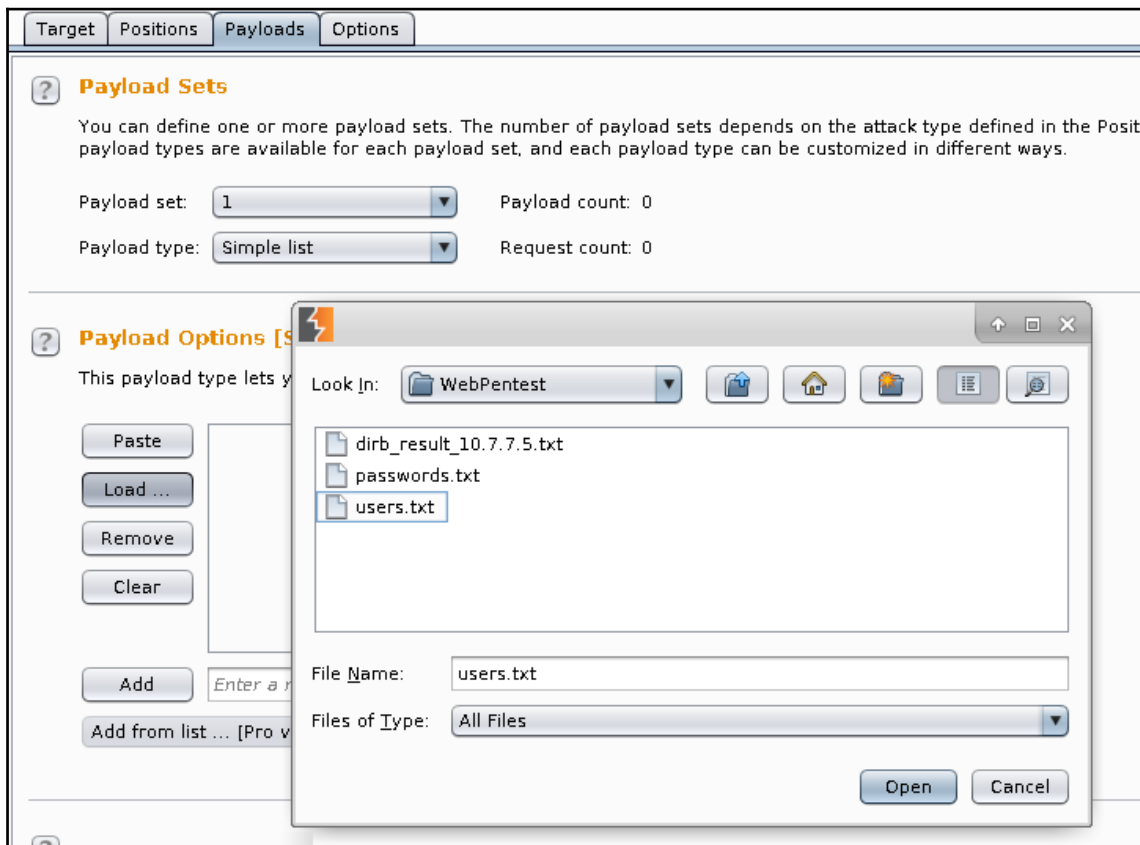 Target Positions Payloads Options
? Payload Sets
You can define one or more payload sets. The number of payload sets depends on the attack type defined in the Posit
payload types are available for each payload set, and each payload type can be customized in different ways.
Payload set: 1 Payload count: 0
Payload type: Simple list Request count: 0
? Payload Options [S
This payload type lets y
Look In: WebPentest
Paste
Load ...
Remove
Clear
dirb_result_10.7.7.5.txt
passwords.txt
users.txt
Add Enter a n
Add from list ... [Pro v
File Name: users.txt
Files of Type: All Files
Open Cancel
?